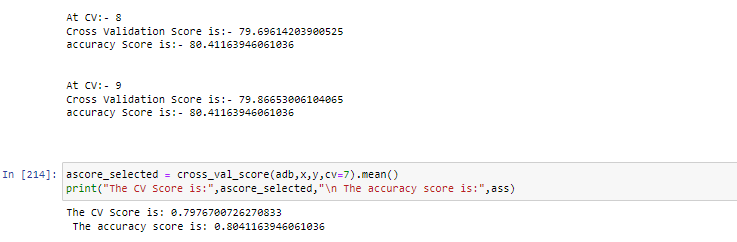 At CV:- 8
Cross Validation Score is:- 79.69614203900525
accuracy Score is:- 80.41163946061036
At CV:- 9
Cross Validation Score is:- 79.86653006104065
accuracy Score is:- 80.41163946061036
In [214]: ascore_selected = cross_val_score(adb,x,y,cv=7).mean()
print("The CV Score is:",ascore_selected,"\n The accuracy score is:",ass)
The CV Score is: 0.7976700726270833
The accuracy score is: 0.8041163946061036